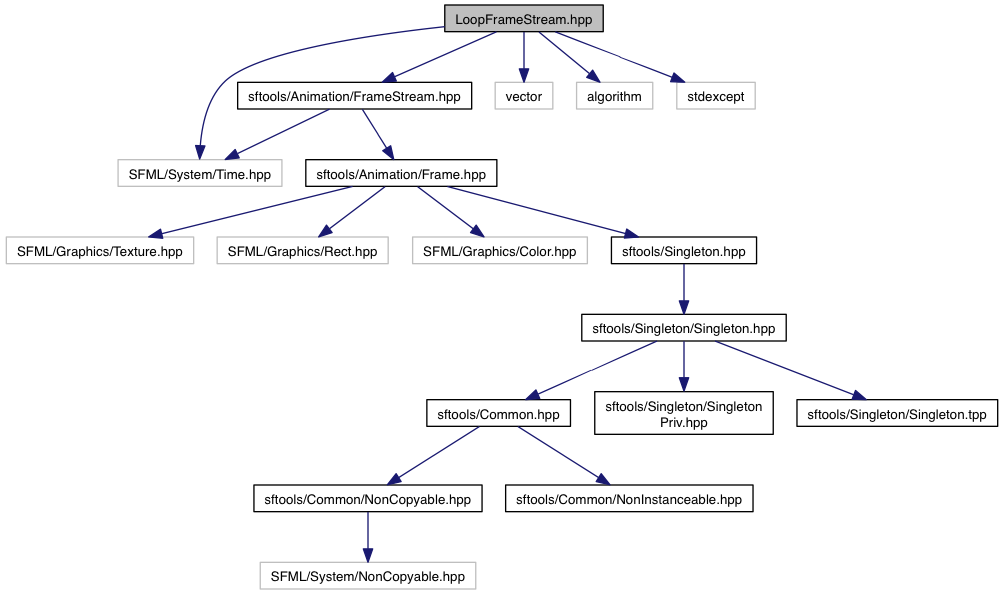 LoopFrameStream.hpp
sftools/Animation/FrameStream.hpp
vector
algorithm
stdexcept
SFML/System/Time.hpp
sftools/Animation/Frame.hpp
SFML/Graphics/Texture.hpp
SFML/Graphics/Rect.hpp
SFML/Graphics/Color.hpp
sftools/Singleton.hpp
sftools/Singleton/Singleton.hpp
sftools/Common.hpp
sftools/Singleton/Singleton
Priv.hpp
sftools/Singleton/Singleton.tpp
sftools/Common/NonCopyable.hpp
sftools/Common/NonInstanceable.hpp
SFML/System/NonCopyable.hpp